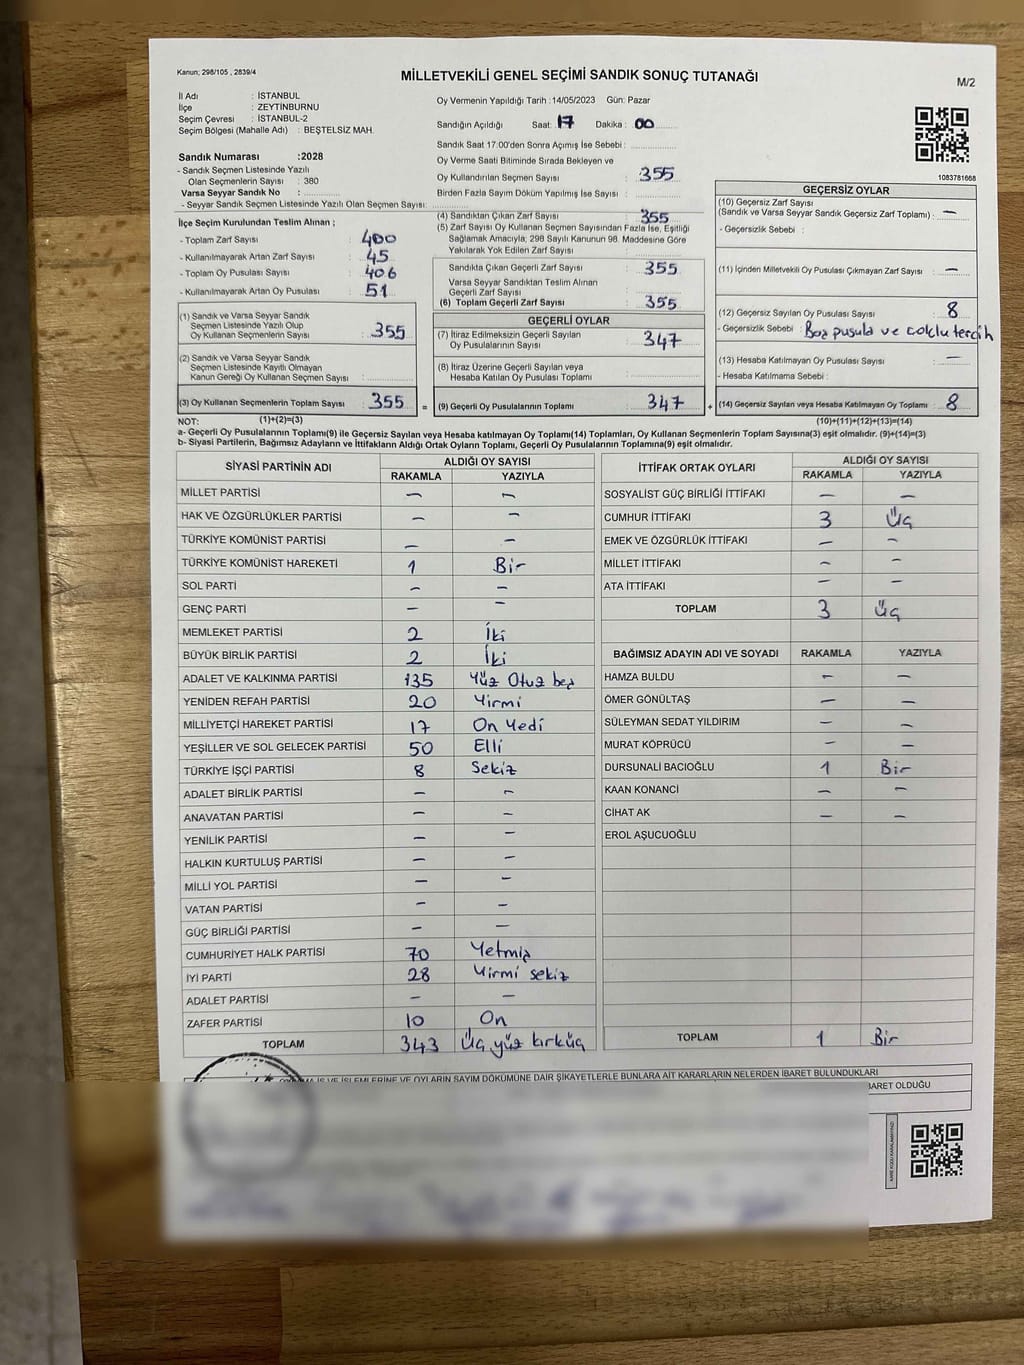 Kanun; 298/105 , 2839/4
MİLLETVEKİLİ GENEL SEÇİMİ SANDIK SONUÇ TUTANAĞI
M/2
İl Adı : İSTANBUL
İlçe : ZEYTİNBURNU
Seçim Çevresi : İSTANBUL-2
Seçim Bölgesi (Mahalle Adı) : BEŞTELSİZ MAH.
Oy Vermenin Yapıldığı Tarih :14/05/2023 Gün: Pazar
Sandığın Açıldığı Saat: 17 Dakika : 00
Sandık Saat 17:00'den Sonra Açımış İse Sebebi :
Sandık Numarası :2028
- Sandık Seçmen Listesinde Yazılı
Olan Seçmenlerin Sayısı : 380
Varsa Seyyar Sandık No :
- Seyyar Sandık Seçmen Listesinde Yazılı Olan Seçmen Sayısı:
Oy Verme Saati Bitiminde Sırada Bekleyen ve
Oy Kullandırılan Seçmen Sayısı : 355
Birden Fazla Sayım Döküm Yapılmış İse Sayısı :
1083781668
İlçe Seçim Kurulundan Teslim Alınan ;
- Toplam Zarf Sayısı : 400
- Kullanılmayarak Artan Zarf Sayısı : 45
- Toplam Oy Pusulası Sayısı : 406
- Kullanılmayarak Artan Oy Pusulası : 51
(1) Sandık ve Varsa Seyyar Sandık
Seçmen Listesinde Yazılı Olup
Oy Kullanan Seçmenlerin Sayısı : 355
(2) Sandık ve Varsa Seyyar Sandık
Seçmen Listesinde Kayıtlı Olmayan
Kanun Gereği Oy Kullanan Seçmen Sayısı :
(3) Oy Kullanan Seçmenlerin Toplam Sayısı : 355
(4) Sandıktan Çıkan Zarf Sayısı : 355
(5) Zarf Sayısı Oy Kullanan Seçmen Sayısından Fazla İse, Eşitliği
Sağlamak Amacıyla; 298 Sayılı Kanunun 98. Maddesine Göre
Yakılarak Yok Edilen Zarf Sayısı :
Sandıkta Çıkan Geçerli Zarf Sayısı : 355
Varsa Seyyar Sandıktan Teslim Alınan
Geçerli Zarf Sayısı :
(6) Toplam Geçerli Zarf Sayısı : 355
GEÇERLİ OYLAR
(7) İtiraz Edilmeksizin Geçerli Sayılan
Oy Pusulalarının Sayısı : 347
(8) İtiraz Üzerine Geçerli Sayılan veya
Hesaba Katılan Oy Pusulası Toplamı :
= (9) Geçerli Oy Pusulalarının Toplamı : 347 +
GEÇERSİZ OYLAR
(10) Geçersiz Zarf Sayısı
(Sandık ve Varsa Seyyar Sandık Geçersiz Zarf Toplamı) : —
- Geçersizlik Sebebi :
(11) İçinden Milletvekili Oy Pusulası Çıkmayan Zarf Sayısı : —
(12) Geçersiz Sayılan Oy Pusulası Sayısı : 8
- Geçersizlik Sebebi : Boş pusula ve çoklu tercih
(13) Hesaba Katılmayan Oy Pusulası Sayısı : —
- Hesaba Katılmama Sebebi :
(14) Geçersiz Sayılan veya Hesaba Katılmayan Oy Toplamı : 8
NOT: (1)+(2)=(3)
(10)+(11)+(12)+(13)=(14)
a- Geçerli Oy Pusulalarının Toplamı(9) ile Geçersiz Sayılan veya Hesaba katılmayan Oy Toplamı(14) Toplamları, Oy Kullanan Seçmenlerin Toplam Sayısına(3) eşit olmalıdır. (9)+(14)=(3)
b- Siyasi Partilerin, Bağımsız Adayların ve İttifakların Aldığı Ortak Oyların Toplamı, Geçerli Oy Pusulalarının Toplamına(9) eşit olmalıdır.
SİYASİ PARTİNİN ADI ALDIĞI OY SAYISI
RAKAMLA YAZIYLA
MİLLET PARTİSİ — —
HAK VE ÖZGÜRLÜKLER PARTİSİ — —
TÜRKİYE KOMÜNİST PARTİSİ — —
TÜRKİYE KOMÜNİST HAREKETİ 1 Bir
SOL PARTİ — —
GENÇ PARTİ — —
MEMLEKET PARTİSİ 2 İki
BÜYÜK BİRLİK PARTİSİ 2 İki
ADALET VE KALKINMA PARTİSİ 135 Yüz Otuz beş
YENİDEN REFAH PARTİSİ 20 Yirmi
MİLLİYETÇİ HAREKET PARTİSİ 17 On Yedi
YEŞİLLER VE SOL GELECEK PARTİSİ 50 Elli
TÜRKİYE İŞÇİ PARTİSİ 8 Sekiz
ADALET BİRLİK PARTİSİ — —
ANAVATAN PARTİSİ — —
YENİLİK PARTİSİ — —
HALKIN KURTULUŞ PARTİSİ — —
MİLLİ YOL PARTİSİ — —
VATAN PARTİSİ — —
GÜÇ BİRLİĞİ PARTİSİ — —
CUMHURİYET HALK PARTİSİ 70 Yetmiş
İYİ PARTİ 28 Yirmi sekiz
ADALET PARTİSİ — —
ZAFER PARTİSİ 10 On
TOPLAM 343 Üç yüz kırküç
İTTİFAK ORTAK OYLARI ALDIĞI OY SAYISI
RAKAMLA YAZIYLA
SOSYALİST GÜÇ BİRLİĞİ İTTİFAKI — —
CUMHUR İTTİFAKI 3 Üç
EMEK VE ÖZGÜRLÜK İTTİFAKI — —
MİLLET İTTİFAKI — —
ATA İTTİFAKI — —
TOPLAM 3 Üç
BAĞIMSIZ ADAYIN ADI VE SOYADI RAKAMLA YAZIYLA
HAMZA BULDU — —
ÖMER GÖNÜLTAŞ — —
SÜLEYMAN SEDAT YILDIRIM — —
MURAT KÖPRÜCÜ — —
DURSUNALİ BACIOĞLU 1 Bir
KAAN KONANCİ — —
CİHAT AK — —
EROL AŞUCUOĞLU
TOPLAM 1 Bir
İŞ VE İŞLEMLERİNE VE OYLARIN SAYIM DÖKÜMÜNE DAİR ŞİKAYETLERLE BUNLARA AİT KARARLARIN NELERDEN İBARET BULUNDUKLARI
İBARET OLDUĞU